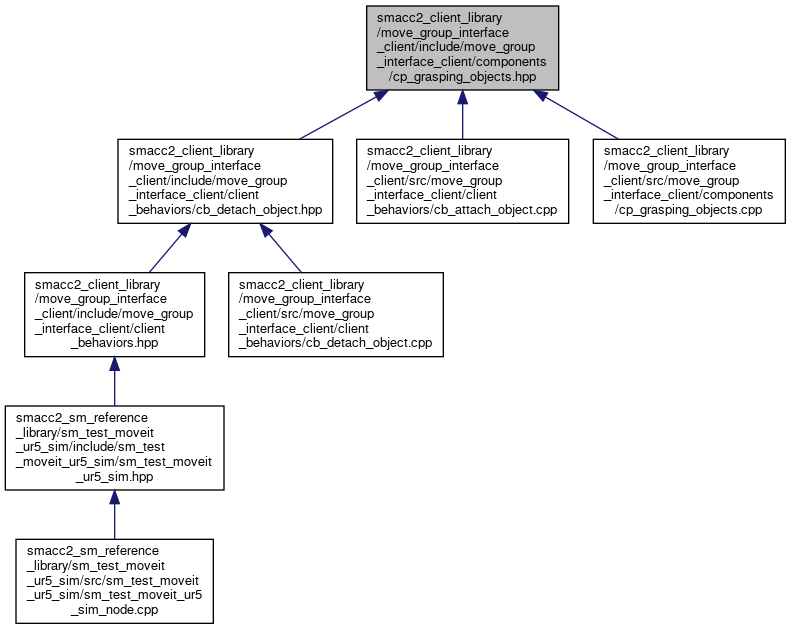 smacc2_client_library
/move_group_interface
_client/include/move_group
_interface_client/components
/cp_grasping_objects.hpp
smacc2_client_library
/move_group_interface
_client/include/move_group
_interface_client/client
_behaviors/cb_detach_object.hpp
smacc2_client_library
/move_group_interface
_client/src/move_group
_interface_client/client
_behaviors/cb_attach_object.cpp
smacc2_client_library
/move_group_interface
_client/src/move_group
_interface_client/components
/cp_grasping_objects.cpp
smacc2_client_library
/move_group_interface
_client/include/move_group
_interface_client/client
_behaviors.hpp
smacc2_client_library
/move_group_interface
_client/src/move_group
_interface_client/client
_behaviors/cb_detach_object.cpp
smacc2_sm_reference
_library/sm_test_moveit
_ur5_sim/include/sm_test
_moveit_ur5_sim/sm_test_moveit
_ur5_sim.hpp
smacc2_sm_reference
_library/sm_test_moveit
_ur5_sim/src/sm_test_moveit
_ur5_sim/sm_test_moveit_ur5
_sim_node.cpp